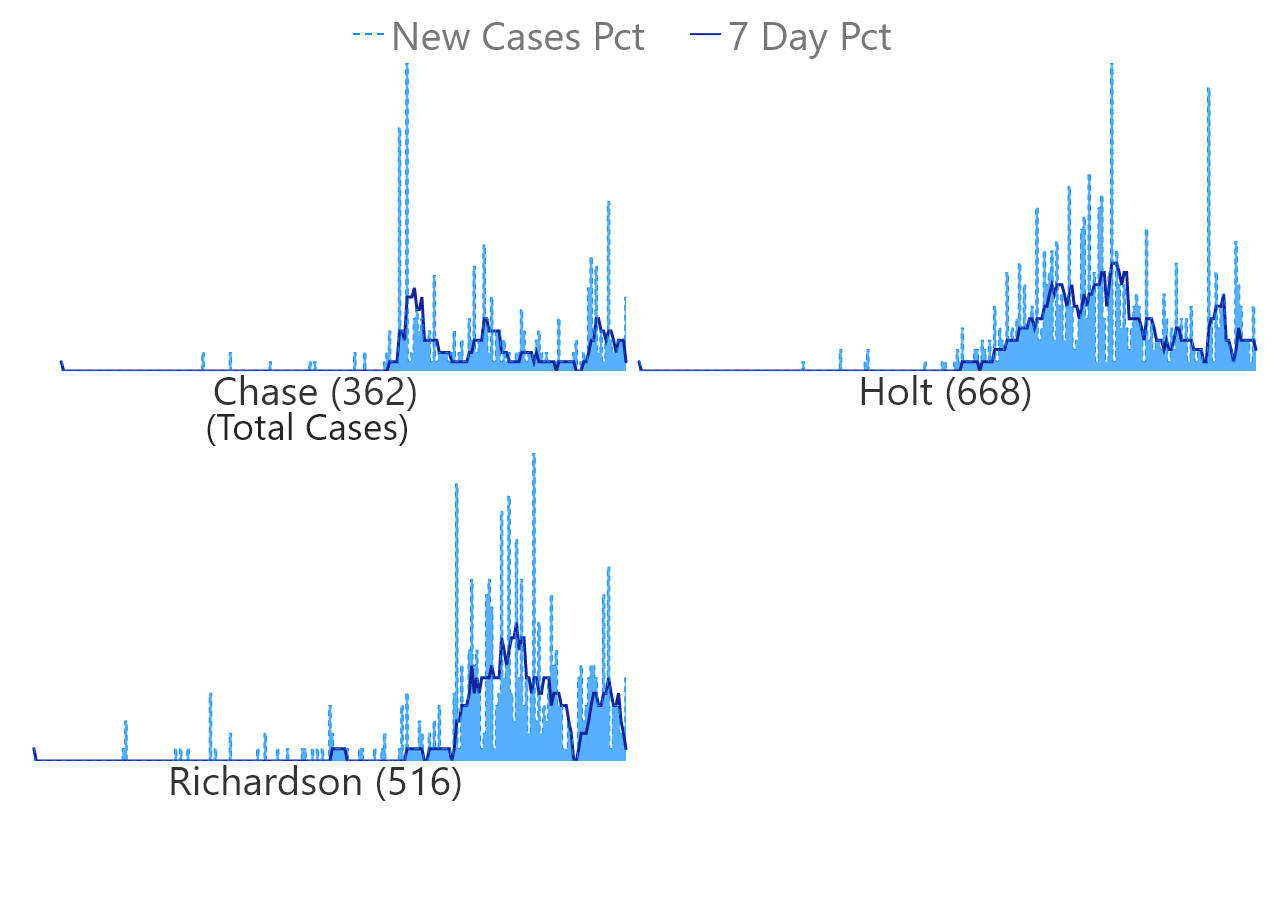 New Cases Pct 7 Day Pct
Chase (362) Holt (668)
(Total Cases)
Richardson (516)